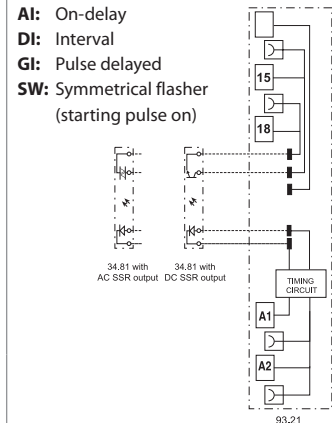 AI: On-delay
DI: Interval
GI: Pulse delayed
SW: Symmetrical flasher
(starting pulse on)
15
18
34.81 with
AC SSR output
34.81 with
DC SSR output
TIMING
CIRCUIT
A1
A2
93.21